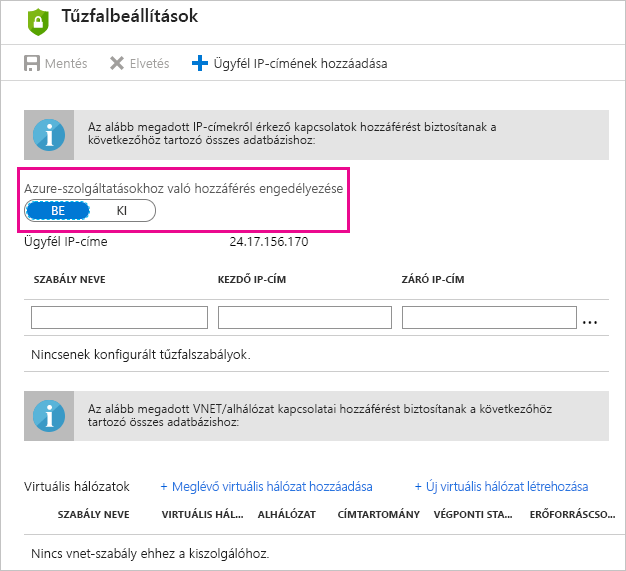 Tűzfalbeállítások
Mentés Elvetés Ügyfél IP-címének hozzáadása
Az alább megadott IP-címekről érkező kapcsolatok hozzáférést biztosítanak a
következőhöz tartozó összes adatbázishoz:
Azure-szolgáltatásokhoz való hozzáférés engedélyezése
BE KI
Ügyfél IP-címe 24.17.156.170
SZABÁLY NEVE KEZDŐ IP-CÍM ZÁRÓ IP-CÍM
...
Nincsenek konfigurált tűzfalszabályok.
Az alább megadott VNET/alhálózat kapcsolatai hozzáférést biztosítanak a következőhöz
tartozó összes adatbázishoz:
Virtuális hálózatok + Meglévő virtuális hálózat hozzáadása + Új virtuális hálózat létrehozása
SZABÁLY NEVE VIRTUÁLIS HÁL... ALHÁLÓZAT CÍMTARTOMÁNY VÉGPONTI STA... ERŐFORRÁSCSO...
Nincs vnet-szabály ehhez a kiszolgálóhoz.